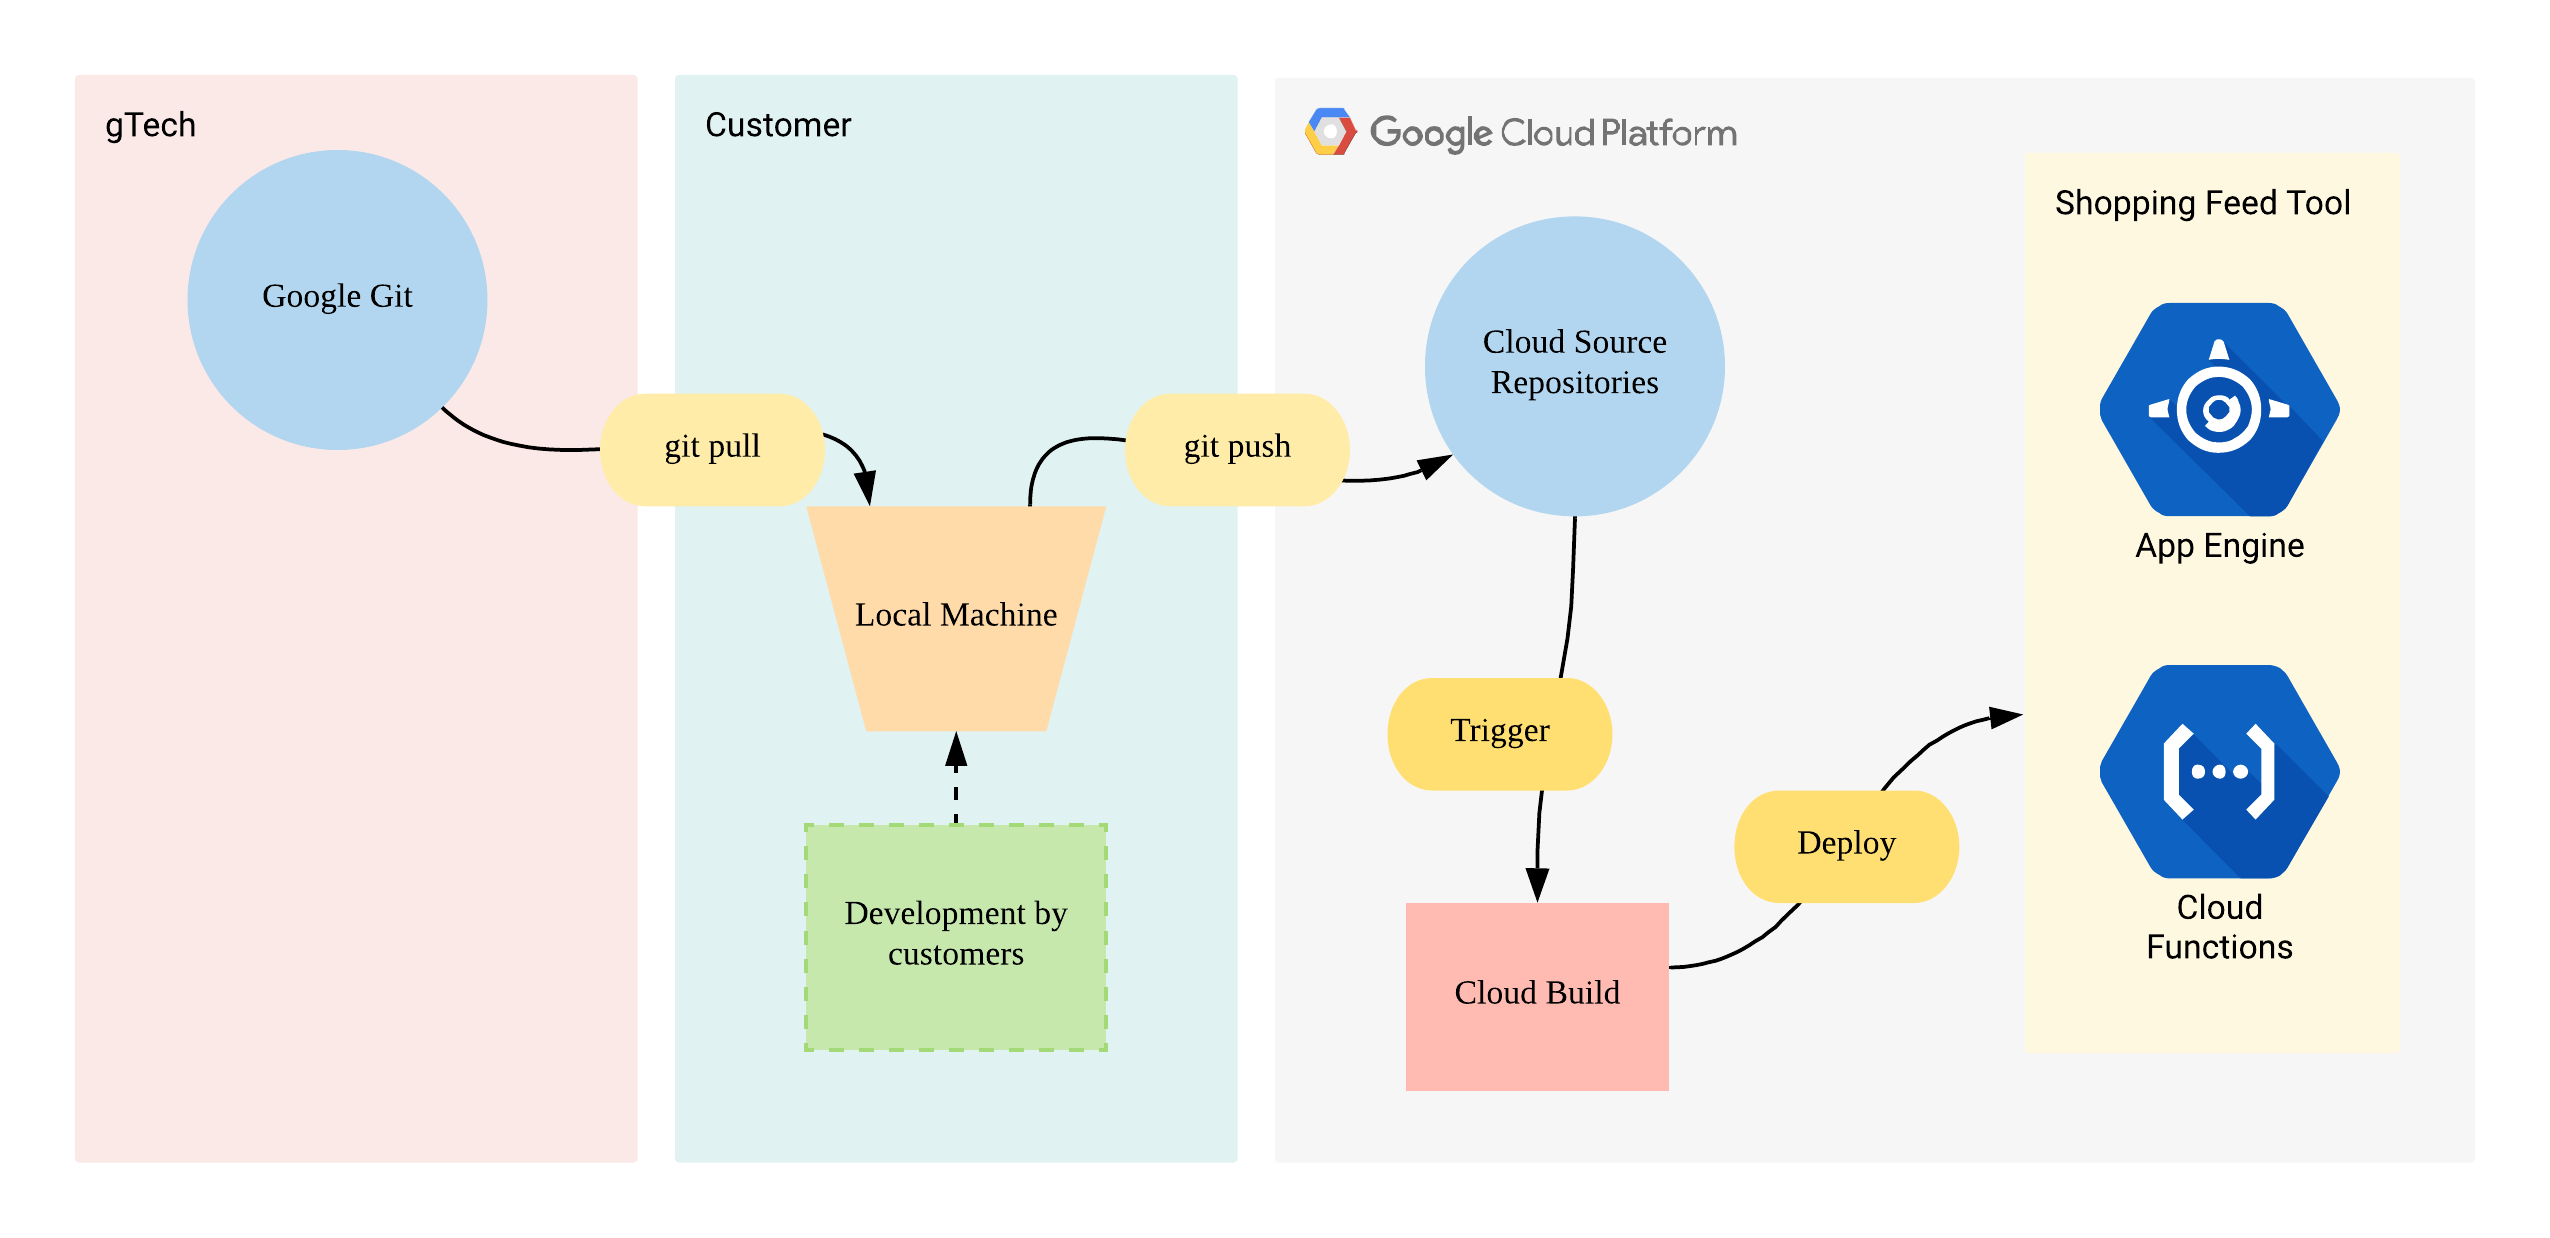 gTech
Google Git
git pull
Customer
Local Machine
Development by
customers
git push
Google Cloud Platform
Cloud Source
Repositories
Trigger
Cloud Build
Deploy
Shopping Feed Tool
App Engine
Cloud
Functions